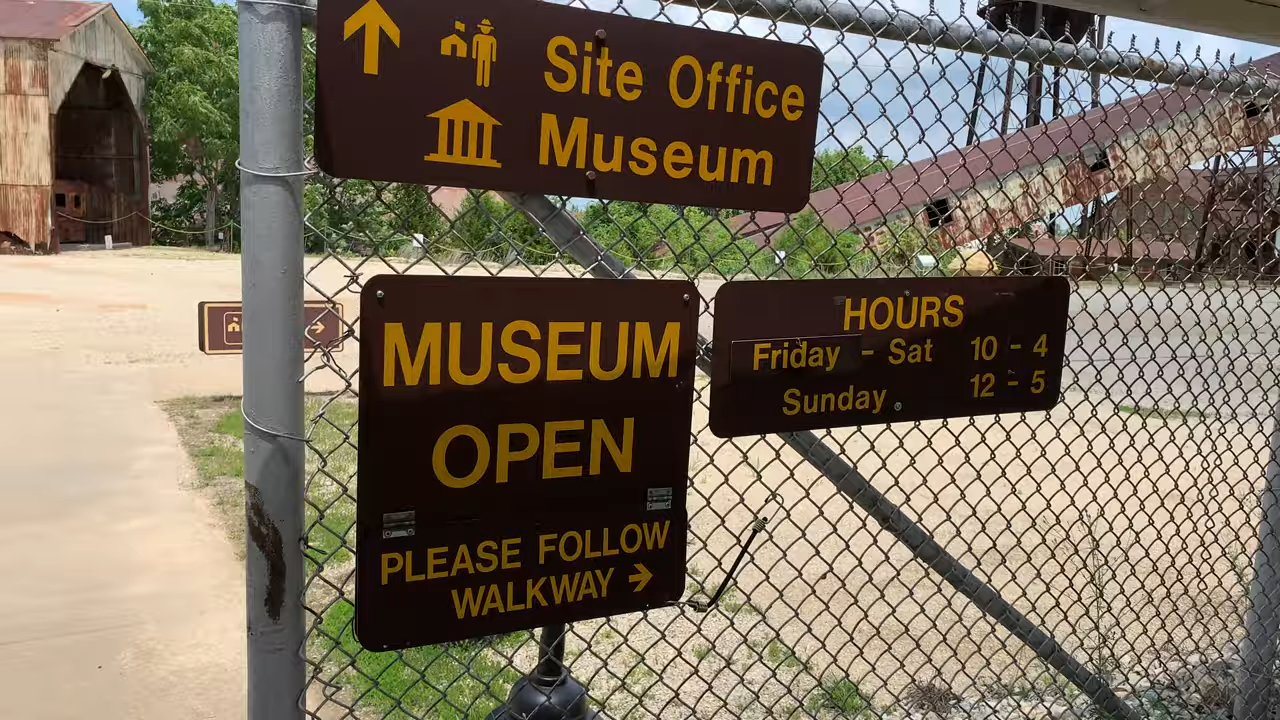 Site Office
Museum
MUSEUM
OPEN
PLEASE FOLLOW
WALKWAY
HOURS
Friday - Sat 10 - 4
Sunday 12 - 5